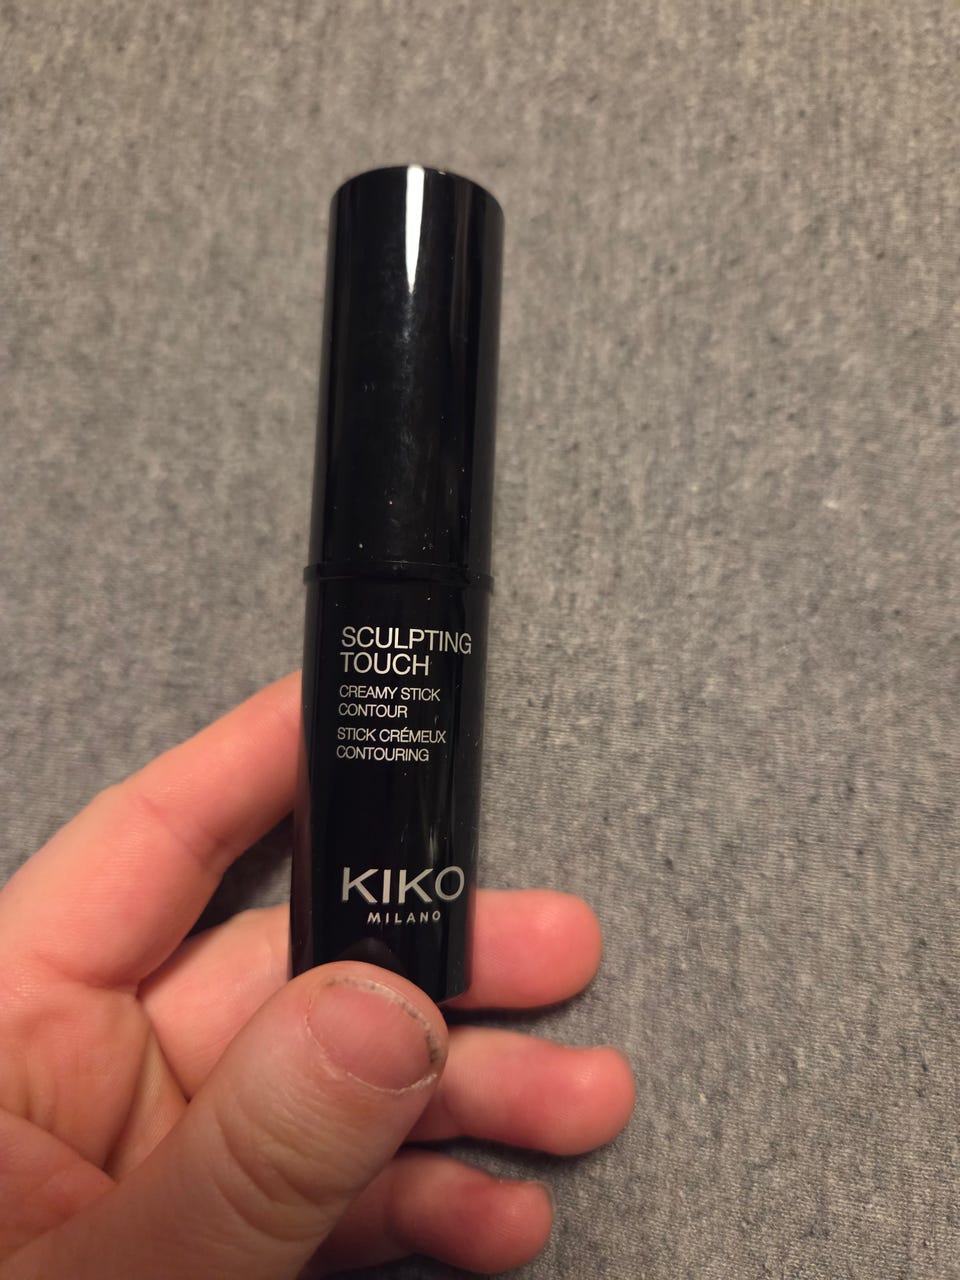 SCULPTING
TOUCH
CREAMY STICK
CONTOUR
STICK CRÉMEUX
CONTOURING
KIKO
MILANO